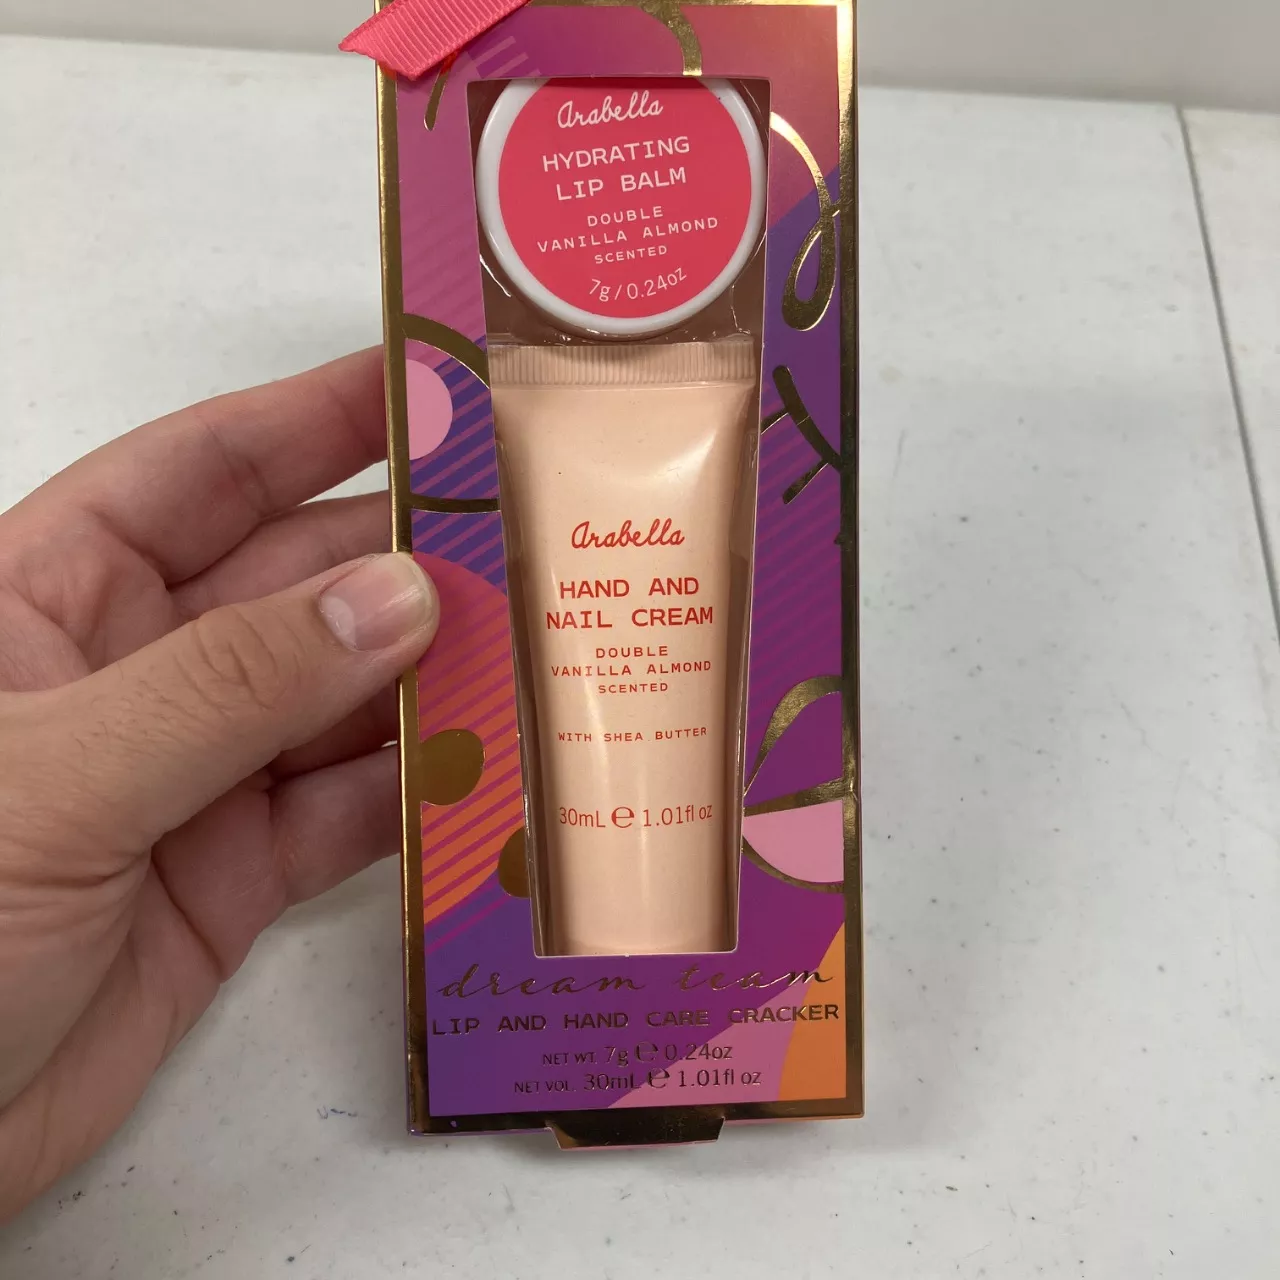 Arabella
HYDRATING
LIP BALM
DOUBLE
VANILLA ALMOND
SCENTED
7g/0.24oz
Arabella
HAND AND
NAIL CREAM
DOUBLE
VANILLA ALMOND
SCENTED
WITH SHEA BUTTER
30mL ℮ 1.01fl oz
dream team
LIP AND HAND CARE CRACKER
NET WT. 7g ℮ 0.24oz
NET VOL. 30mL ℮ 1.01fl oz